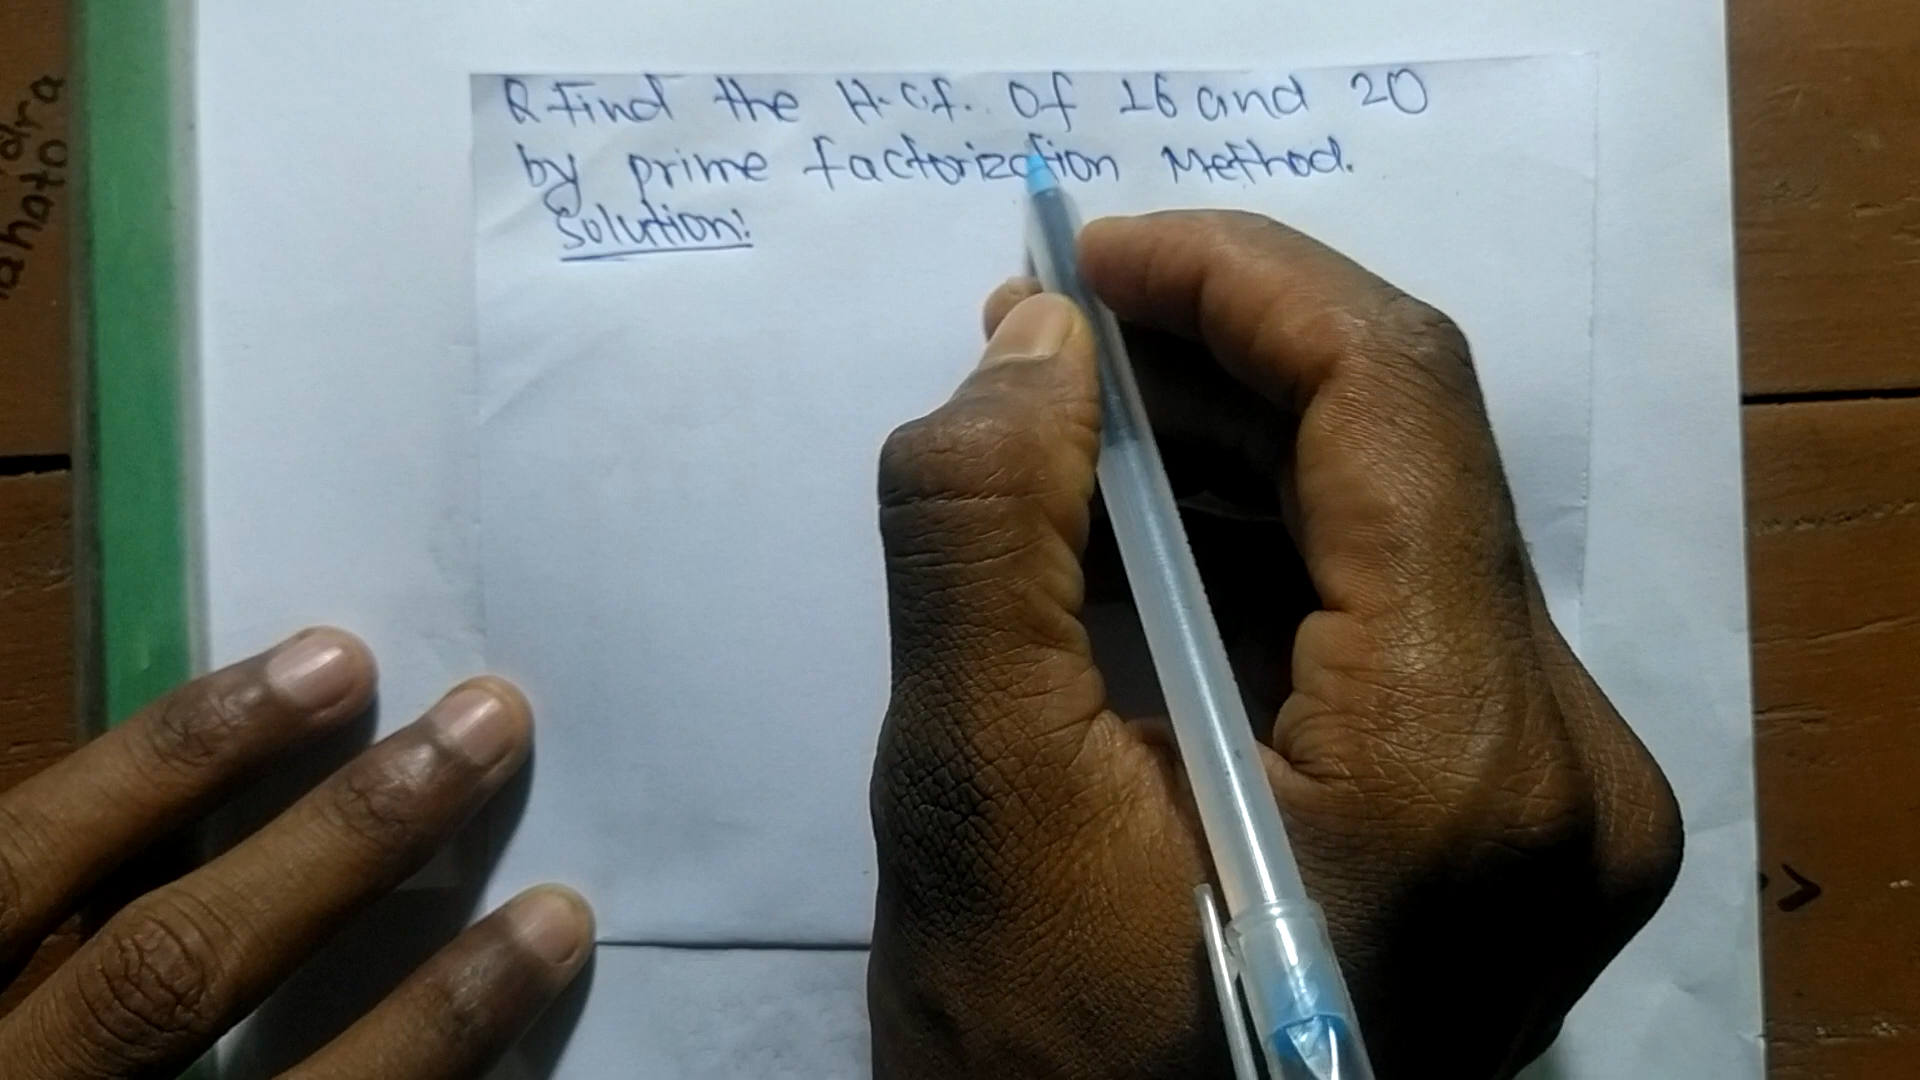 Q Find the H.C.f. Of 16 and 20
by prime factorization Method.
Solution: